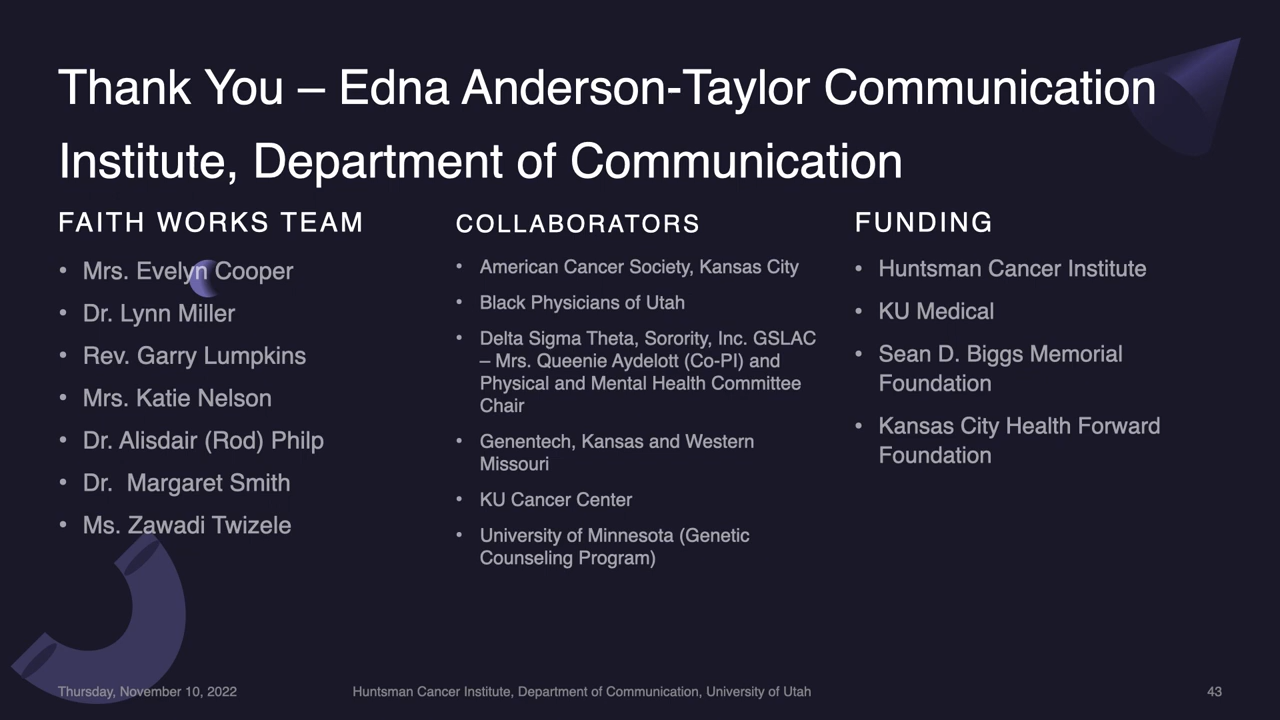 Thank You – Edna Anderson-Taylor Communication
Institute, Department of Communication
FAITH WORKS TEAM
• Mrs. Evelyn Cooper
• Dr. Lynn Miller
• Rev. Garry Lumpkins
• Mrs. Katie Nelson
• Dr. Alisdair (Rod) Philp
• Dr.  Margaret Smith
• Ms. Zawadi Twizele
COLLABORATORS
• American Cancer Society, Kansas City
• Black Physicians of Utah
• Delta Sigma Theta, Sorority, Inc. GSLAC
– Mrs. Queenie Aydelott (Co-PI) and
Physical and Mental Health Committee
Chair
• Genentech, Kansas and Western
Missouri
• KU Cancer Center
• University of Minnesota (Genetic
Counseling Program)
FUNDING
• Huntsman Cancer Institute
• KU Medical
• Sean D. Biggs Memorial
Foundation
• Kansas City Health Forward
Foundation
Thursday, November 10, 2022
Huntsman Cancer Institute, Department of Communication, University of Utah
43